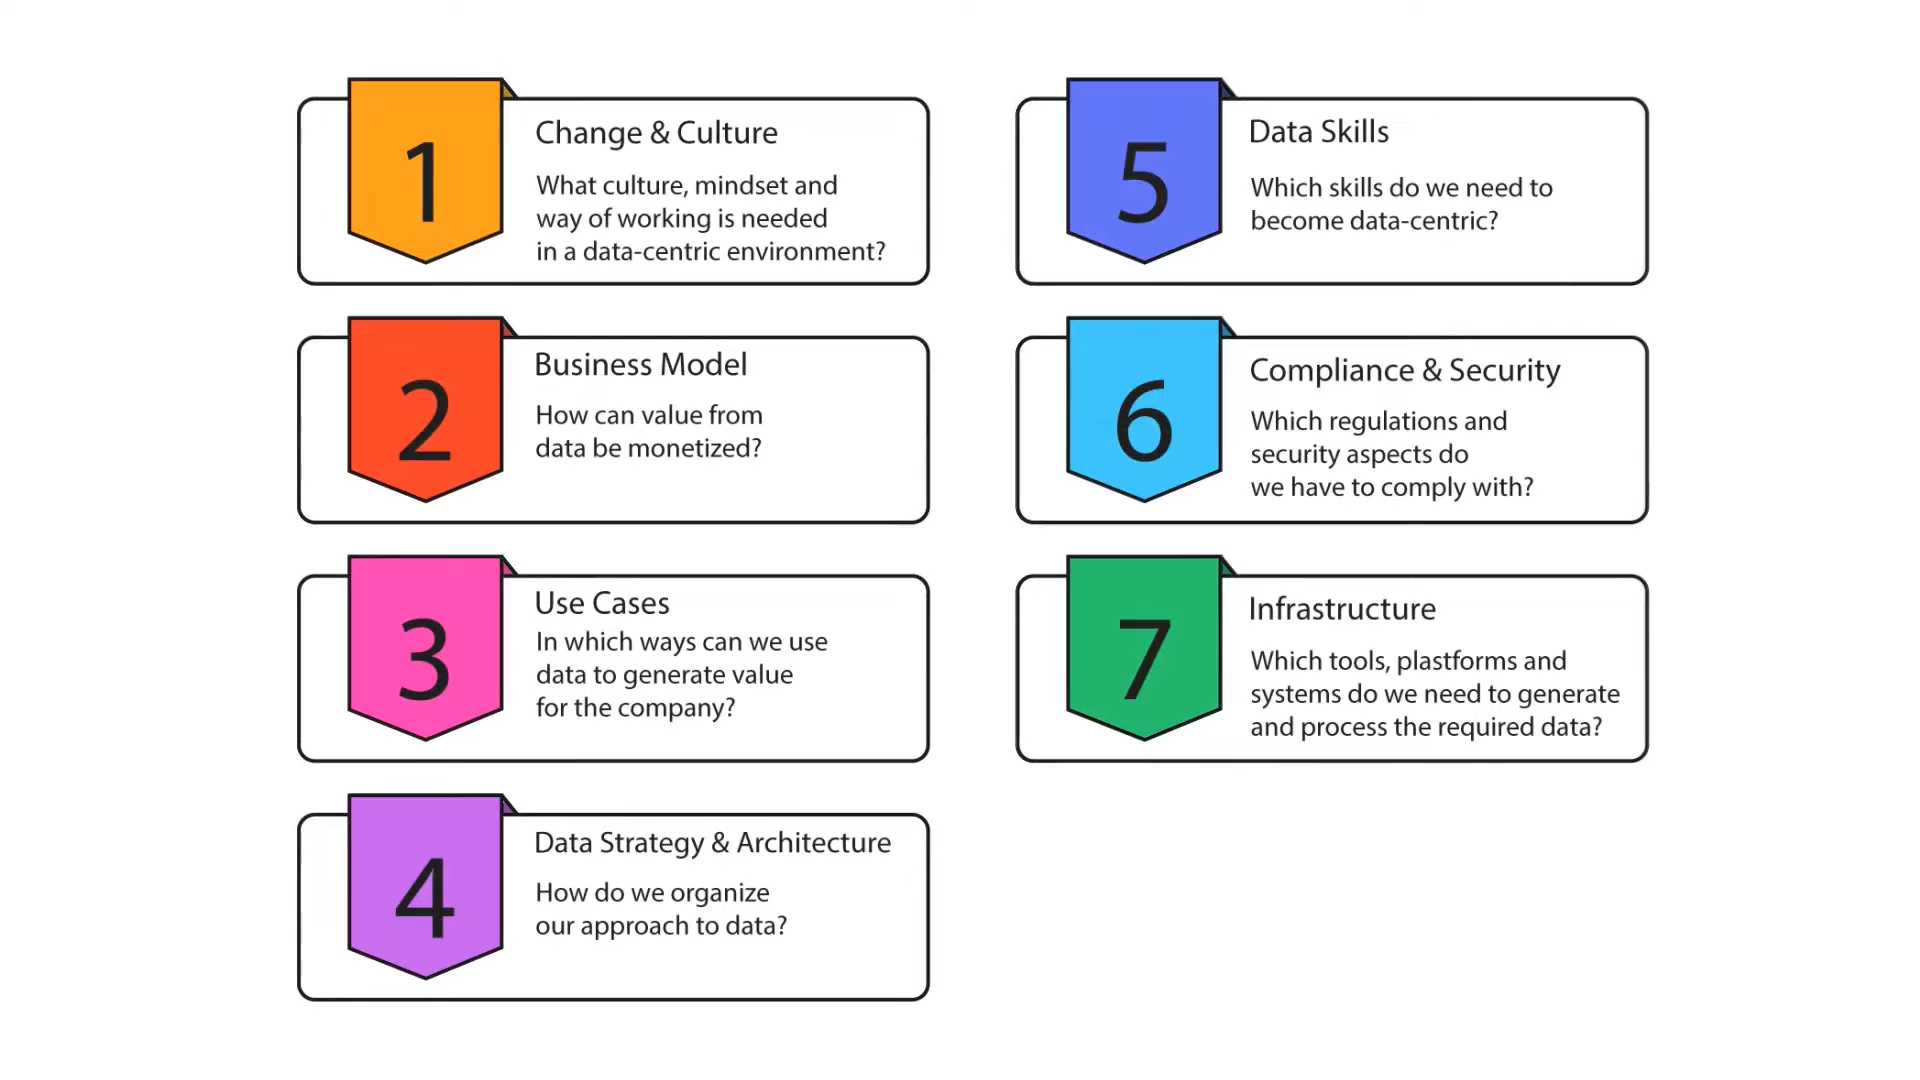 1
Change & Culture
What culture, mindset and
way of working is needed
in a data-centric environment?
2
Business Model
How can value from
data be monetized?
3
Use Cases
In which ways can we use
data to generate value
for the company?
4
Data Strategy & Architecture
How do we organize
our approach to data?
5
Data Skills
Which skills do we need to
become data-centric?
6
Compliance & Security
Which regulations and
security aspects do
we have to comply with?
7
Infrastructure
Which tools, plastforms and
systems do we need to generate
and process the required data?